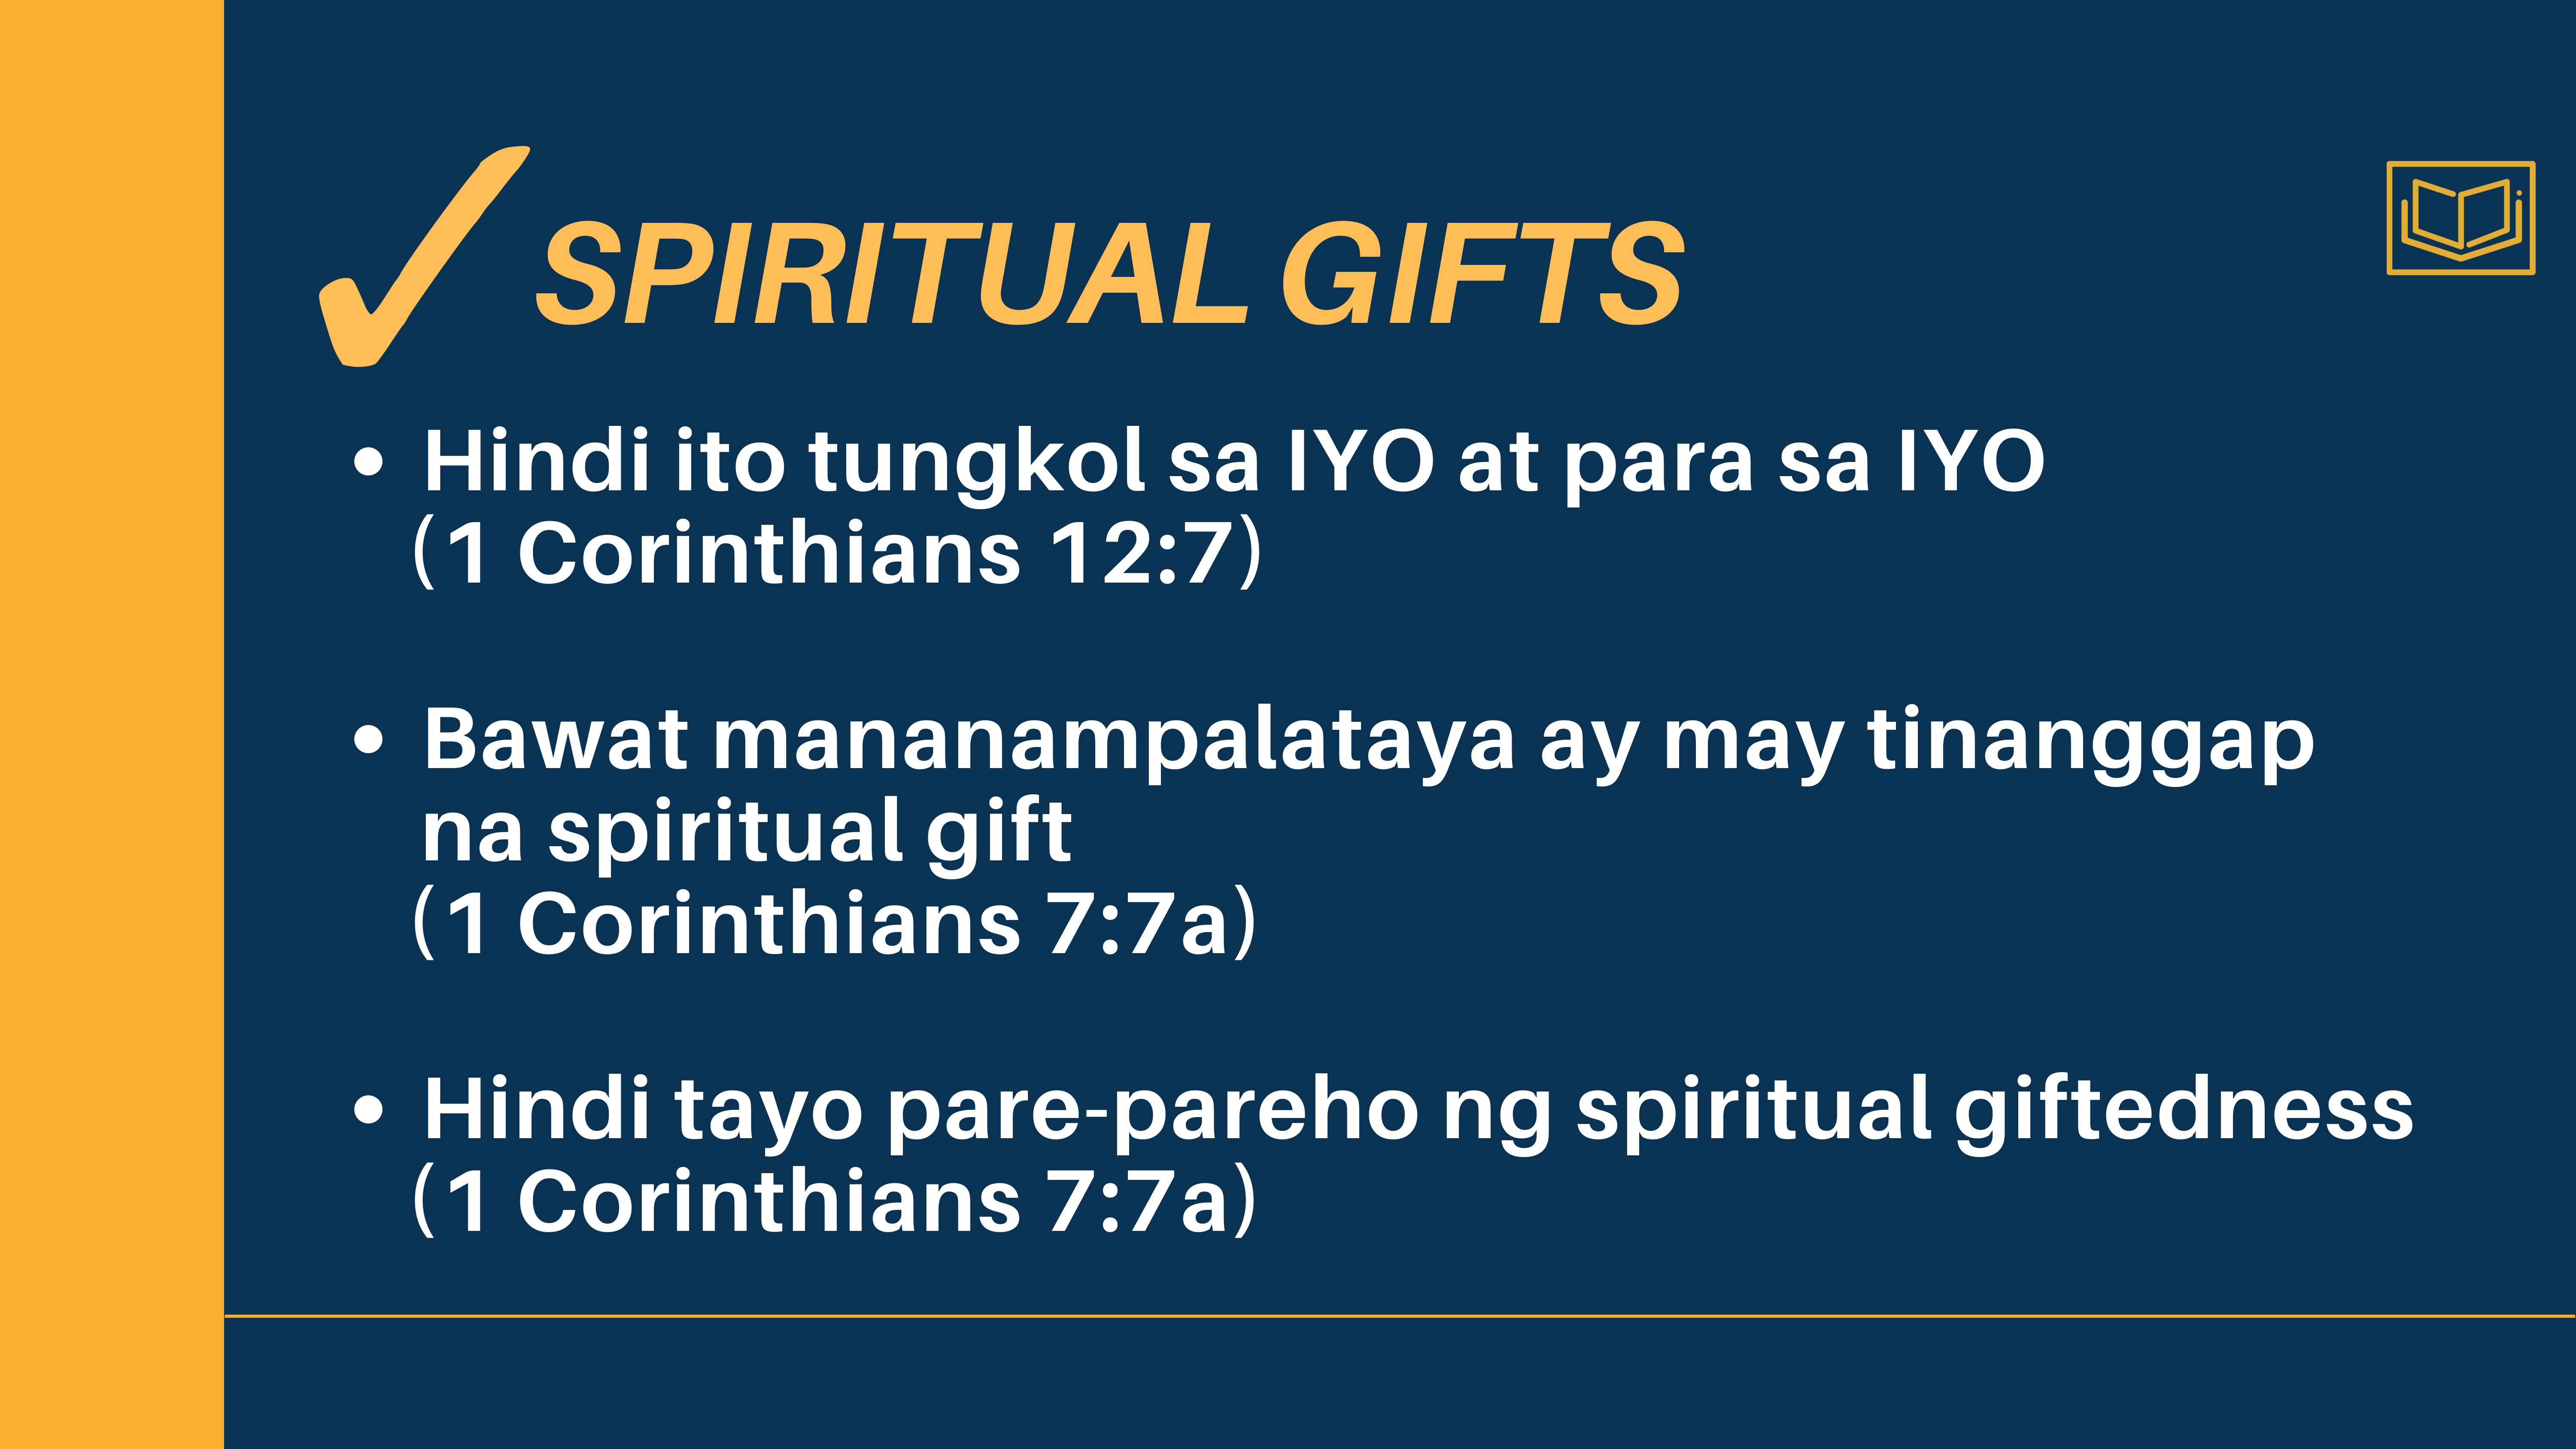 SPIRITUAL GIFTS
• Hindi ito tungkol sa IYO at para sa IYO
(1 Corinthians 12:7)
• Bawat mananampalataya ay may tinanggap
na spiritual gift
(1 Corinthians 7:7a)
• Hindi tayo pare-pareho ng spiritual giftedness
(1 Corinthians 7:7a)